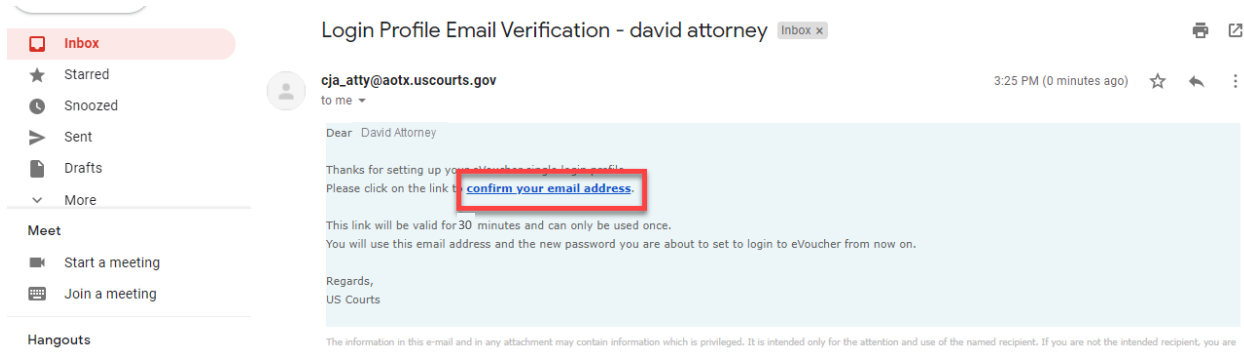 Login Profile Email Verification - david attorney Inbox x
Inbox
Starred
Snoozed
Sent
Drafts
More
Meet
Start a meeting
Join a meeting
Hangouts
cja_atty@aotx.uscourts.gov 3:25 PM (0 minutes ago)
to me
Dear David Attorney
Thanks for setting up your eVoucher single login profile
Please click on the link to confirm your email address.
This link will be valid for 30 minutes and can only be used once.
You will use this email address and the new password you are about to set to login to eVoucher from now on.
Regards,
US Courts
The information in this e-mail and in any attachment may contain information which is privileged. It is intended only for the attention and use of the named recipient. If you are not the intended recipient, you are